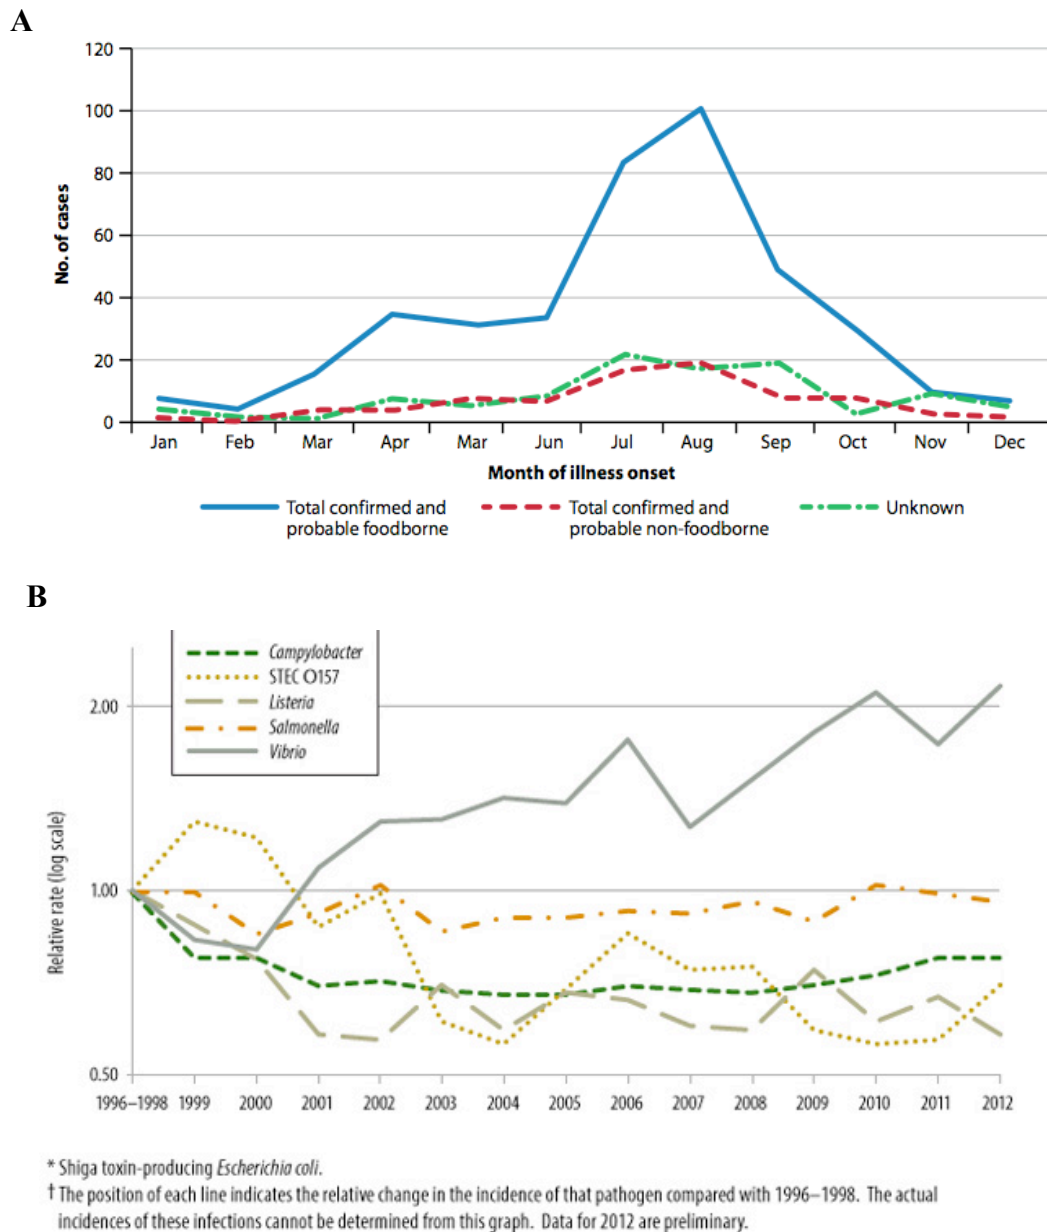 A
120
100
80
60
40
20
0
No. of cases
Jan Feb Mar Apr Mar Jun Jul Aug Sep Oct Nov Dec
Month of illness onset
Total confirmed and
probable foodborne
Total confirmed and
probable non-foodborne
Unknown
B
Campylobacter
STEC O157
Listeria
Salmonella
Vibrio
2.00
1.00
0.50
Relative rate (log scale)
1996–1998 1999 2000 2001 2002 2003 2004 2005 2006 2007 2008 2009 2010 2011 2012
* Shiga toxin-producing Escherichia coli.
† The position of each line indicates the relative change in the incidence of that pathogen compared with 1996–1998. The actual
incidences of these infections cannot be determined from this graph. Data for 2012 are preliminary.